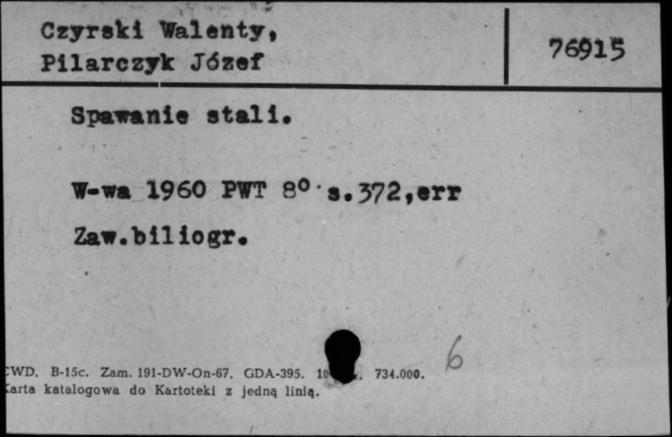 Czyrski Walenty,
Pilarczyk Józef
76915
Spawanie stali.
W-wa 1960 PWT 8° s.372,err
Zaw.biliogr.
6
WD. B-15c. Zam. 191-DW-On-67. GDA-395. 734.000.
Karta katalogowa do Kartoteki z jedną linią.